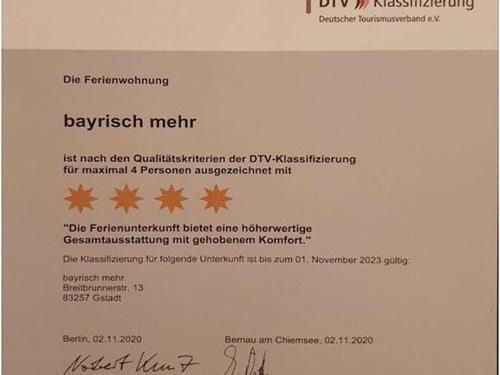 DTV Klassifizierung
Deutscher Tourismusverband e.V.
Die Ferienwohnung
bayrisch mehr
ist nach den Qualitätskriterien der DTV-Klassifizierung
für maximal 4 Personen ausgezeichnet mit
"Die Ferienunterkunft bietet eine höherwertige
Gesamtausstattung mit gehobenem Komfort."
Die Klassifizierung für folgende Unterkunft ist bis zum 01. November 2023 gültig:
bayrisch mehr
Breitbrunnerstr. 13
83257 Gstadt
Berlin, 02.11.2020
Bernau am Chiemsee, 02.11.2020